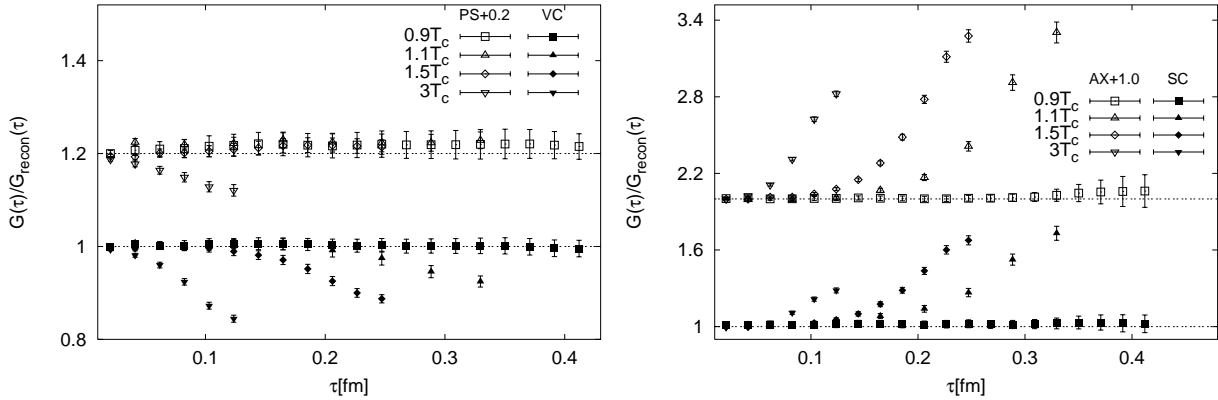 PS+0.2 VC
0.9T_c
1.1T_c
1.5T_c
3T_c
1.4
1.2
1
0.8
0.1 0.2 0.3 0.4
τ[fm]
G(τ)/G_recon(τ)
AX+1.0 SC
0.9T_c
1.1T_c
1.5T_c
3T_c
3.4
2.8
2.2
1.6
1
0.1 0.2 0.3 0.4
τ[fm]
G(τ)/G_recon(τ)